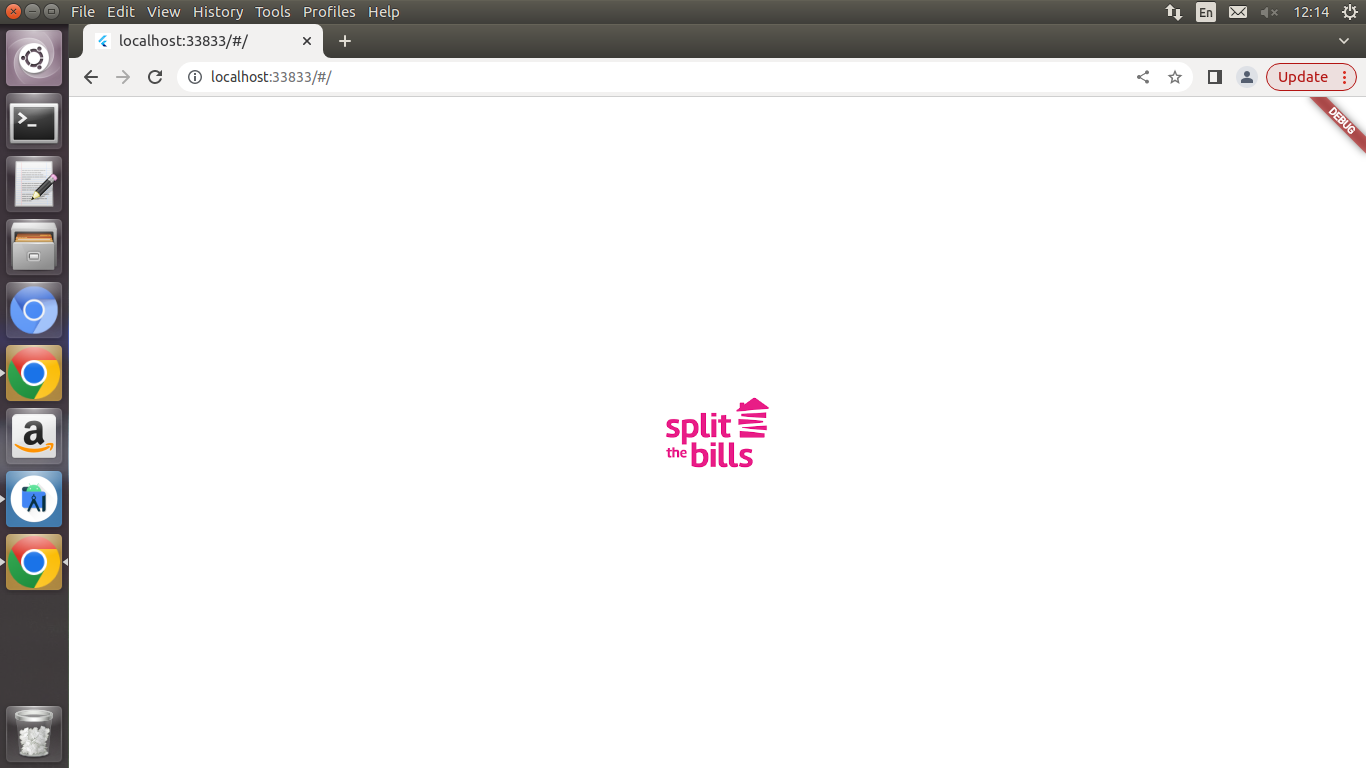 File Edit View History Tools Profiles Help
En
12:14
localhost:33833/#/
localhost:33833/#/
Update
DEBUG
split
the bills